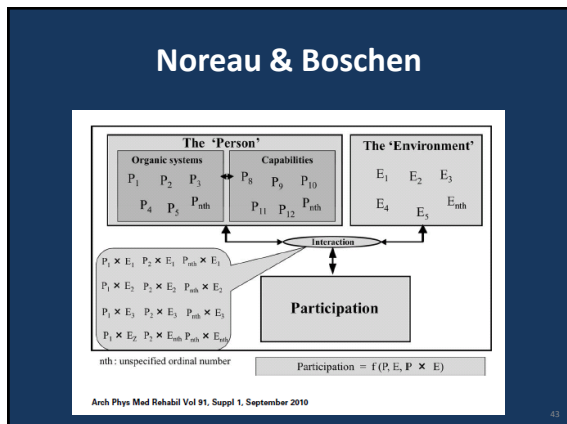 Noreau & Boschen
The 'Person'
The 'Environment'
Organic systems
Capabilities
P1 P2 P3
P4 P5 Pnth
P8 P9 P10
P11 P12 Pnth
E1 E2 E3
E4 E5 Enth
Interaction
P1 × E1 P2 × E1 Pnth × E1
P1 × E2 P2 × E2 Pnth × E2
P1 × E3 P2 × E3 Pnth × E3
P1 × EZ P2 × Enth Pnth × Enth
Participation
nth : unspecified ordinal number
Participation = f (P, E, P × E)
Arch Phys Med Rehabil Vol 91, Suppl 1, September 2010
43